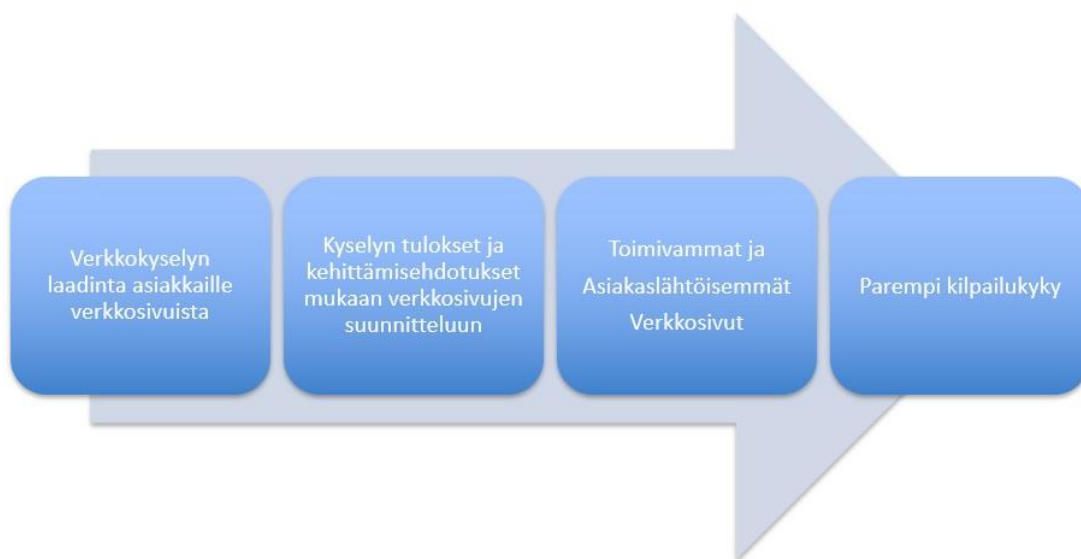 Verkkokyselyn
laadinta asiakkaille
verkkosivuista
Kyselyn tulokset ja
kehittämisehdotukset
mukaan verkkosivujen
suunnitteluun
Toimivammat ja
Asiakaslähtöisemmät
Verkkosivut
Parempi kilpailukyky